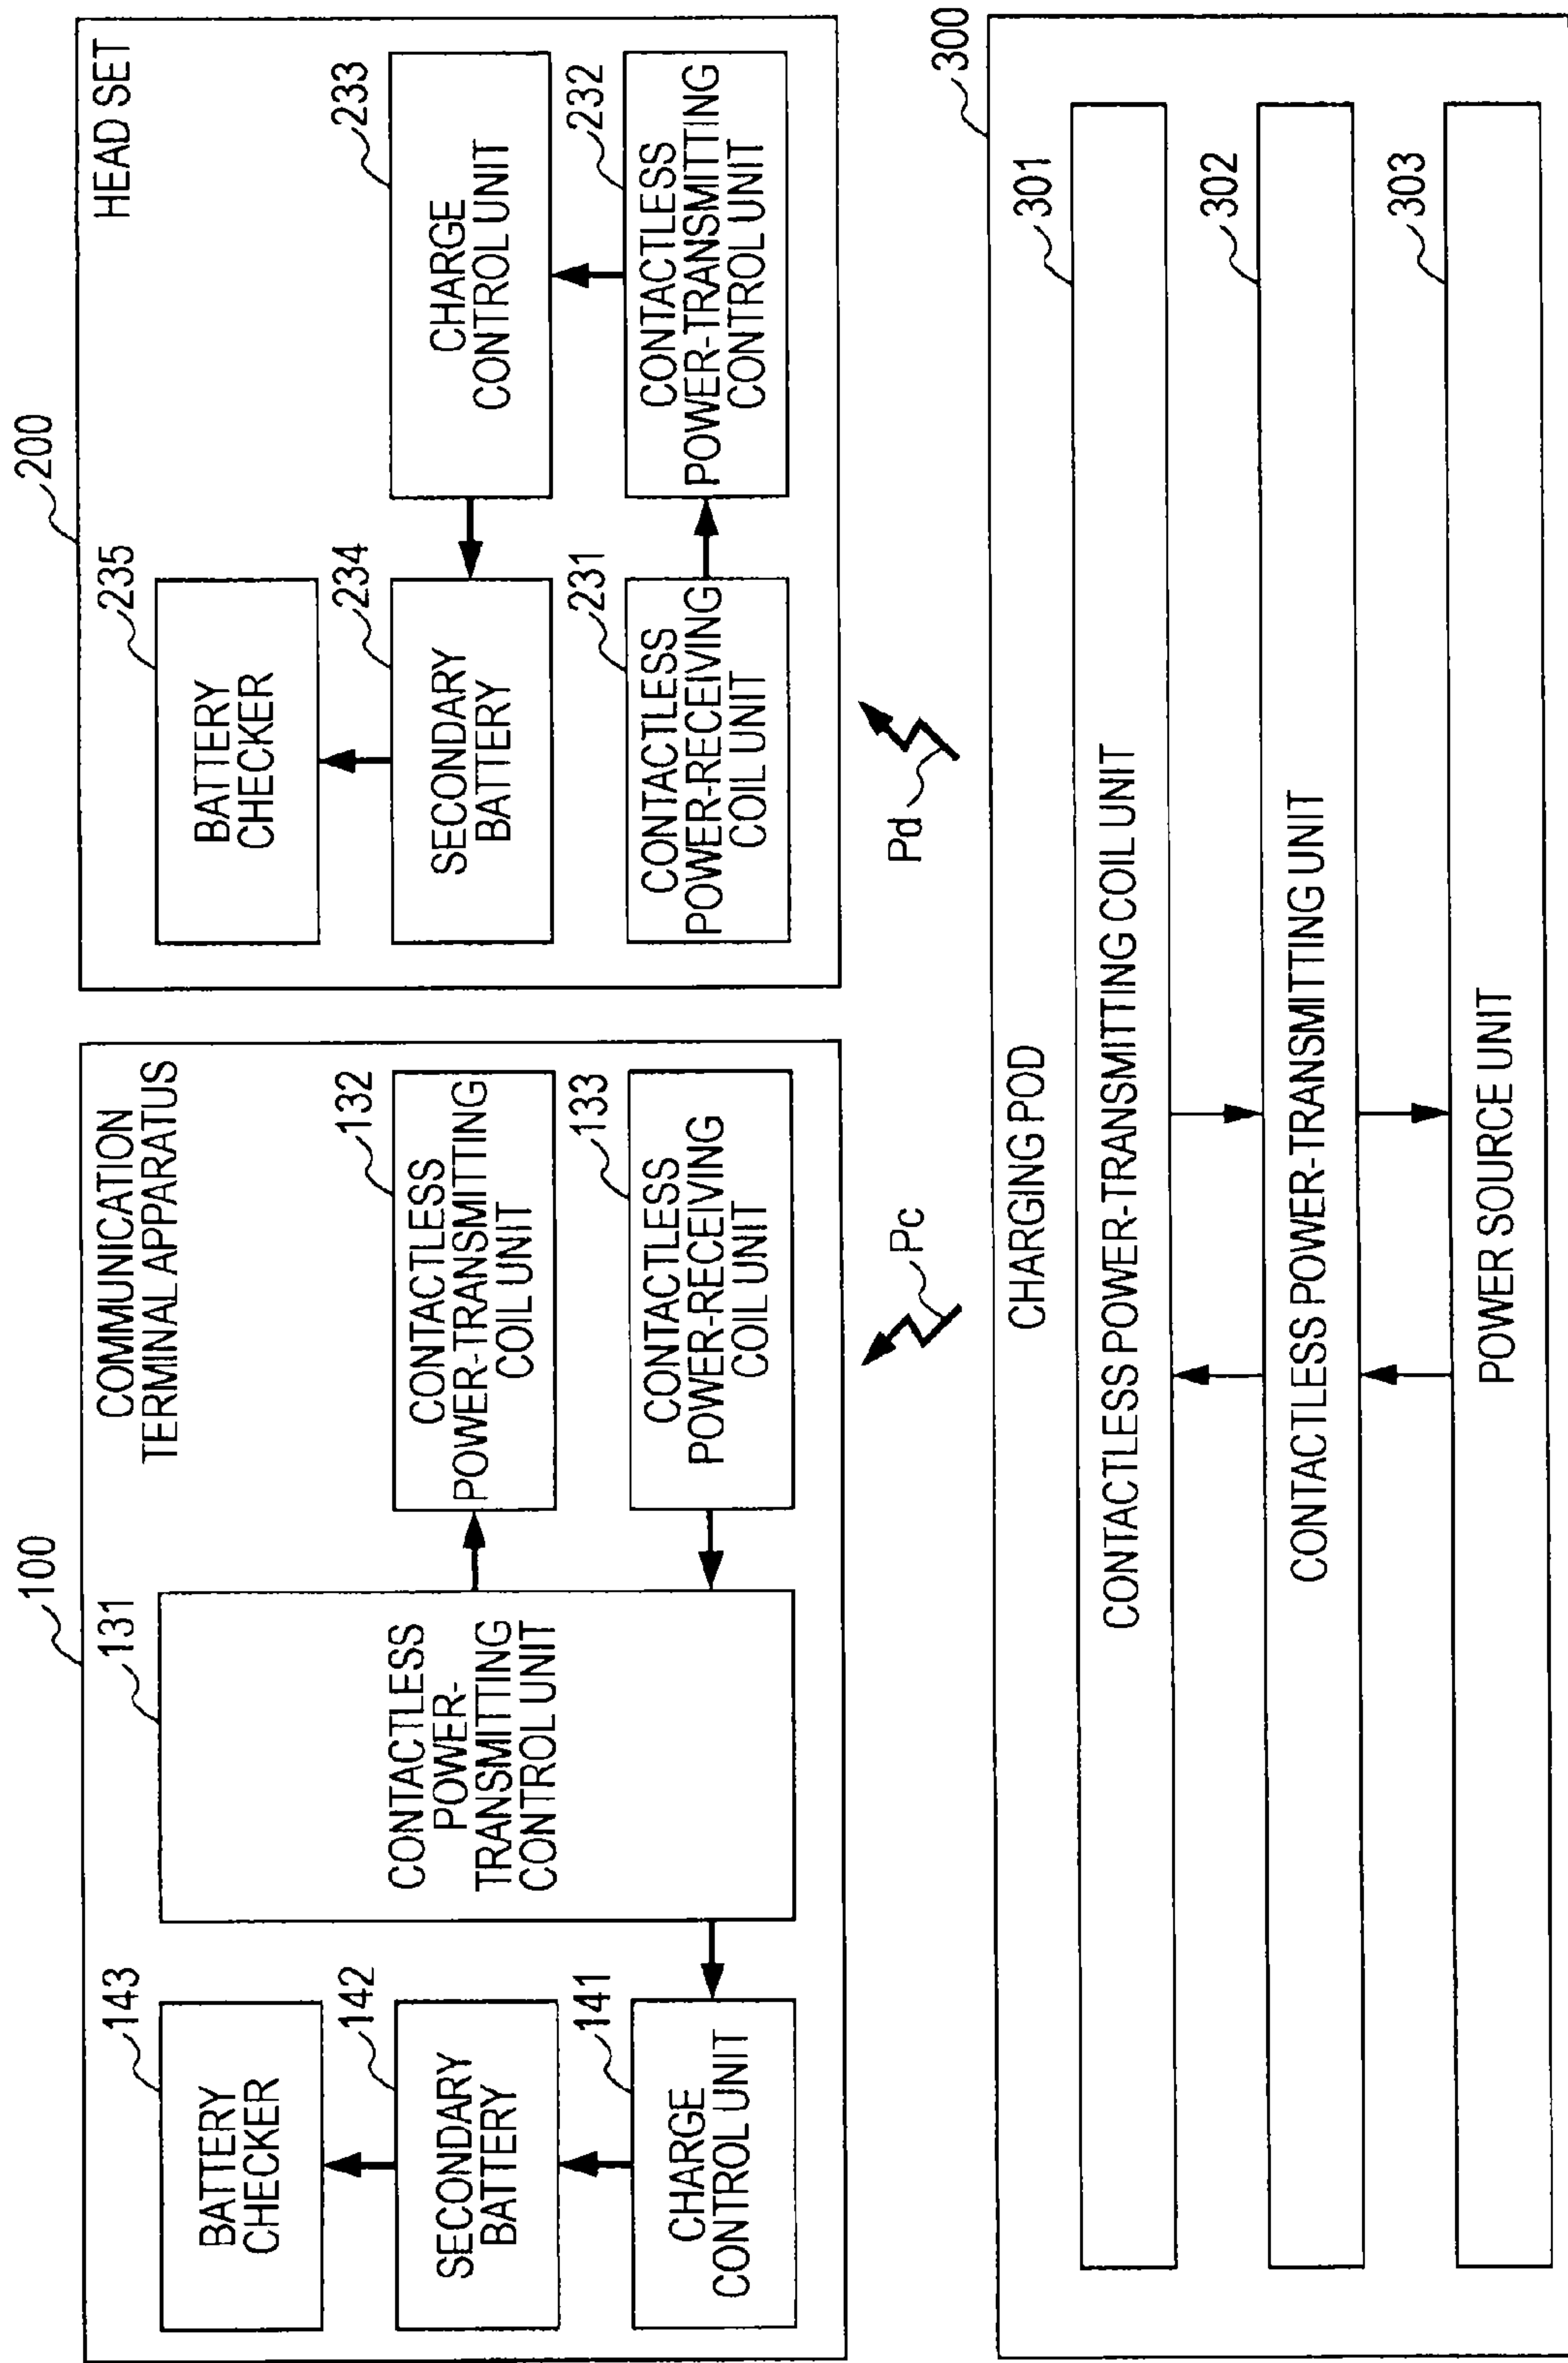 100
COMMUNICATION
TERMINAL APPARATUS
143
BATTERY
CHECKER
142
SECONDARY
BATTERY
141
CHARGE
CONTROL UNIT
131
CONTACTLESS
POWER-
TRANSMITTING
CONTROL UNIT
132
CONTACTLESS
POWER-TRANSMITTING
COIL UNIT
133
CONTACTLESS
POWER-RECEIVING
COIL UNIT
Pc
200
HEAD SET
235
BATTERY
CHECKER
234
SECONDARY
BATTERY
233
CHARGE
CONTROL UNIT
231
CONTACTLESS
POWER-RECEIVING
COIL UNIT
232
CONTACTLESS
POWER-TRANSMITTING
CONTROL UNIT
Pd
300
CHARGING POD
301
CONTACTLESS POWER-TRANSMITTING COIL UNIT
302
CONTACTLESS POWER-TRANSMITTING UNIT
303
POWER SOURCE UNIT